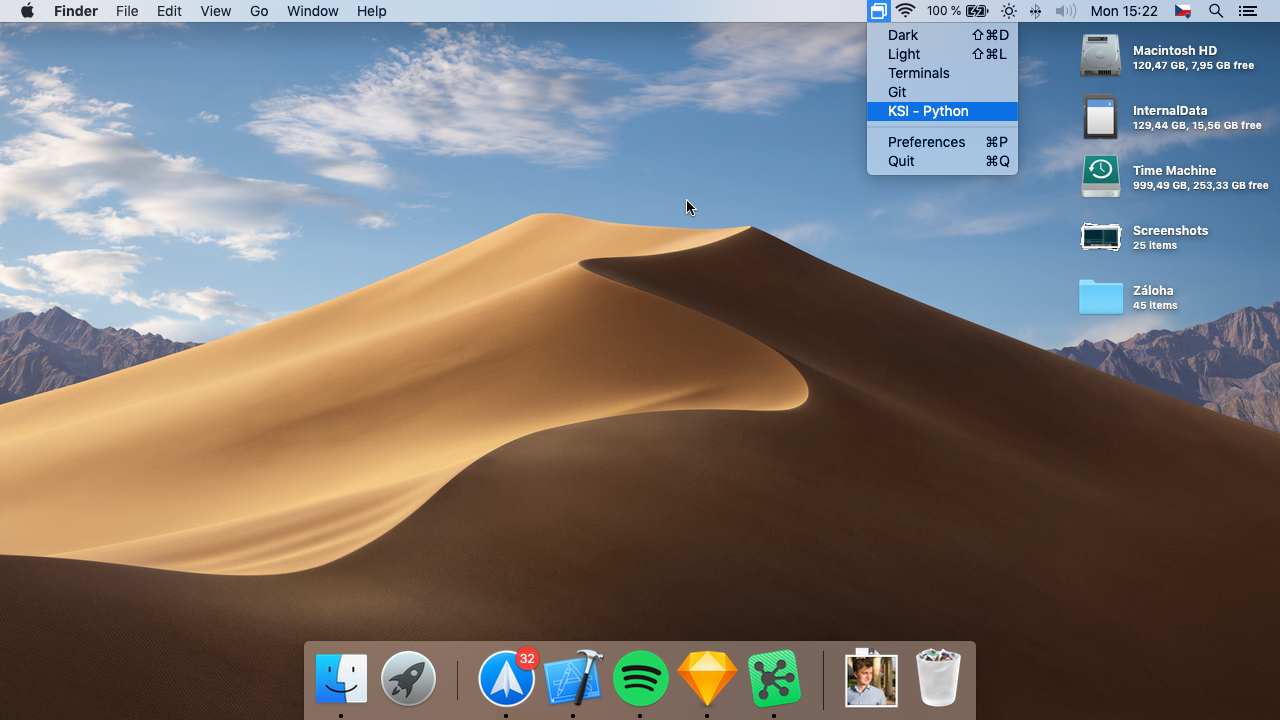 Finder File Edit View Go Window Help 100 % Mon 15:22
Dark ⇧⌘D
Light ⇧⌘L
Terminals
Git
KSI - Python
Preferences ⌘P
Quit ⌘Q
Macintosh HD
120,47 GB, 7,95 GB free
InternalData
129,44 GB, 15,56 GB free
Time Machine
999,49 GB, 253,33 GB free
Screenshots
25 items
Záloha
45 items
32